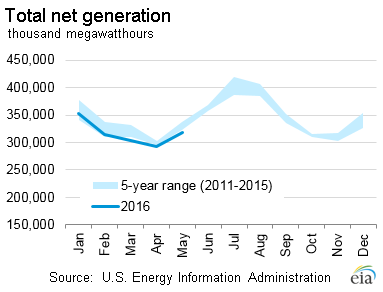 Total net generation
thousand megawatthours
450,000
400,000
350,000
300,000
250,000
200,000
150,000
5-year range (2011-2015)
2016
Jan
Feb
Mar
Apr
May
Jun
Jul
Aug
Sep
Oct
Nov
Dec
Source: U.S. Energy Information Administration
eia